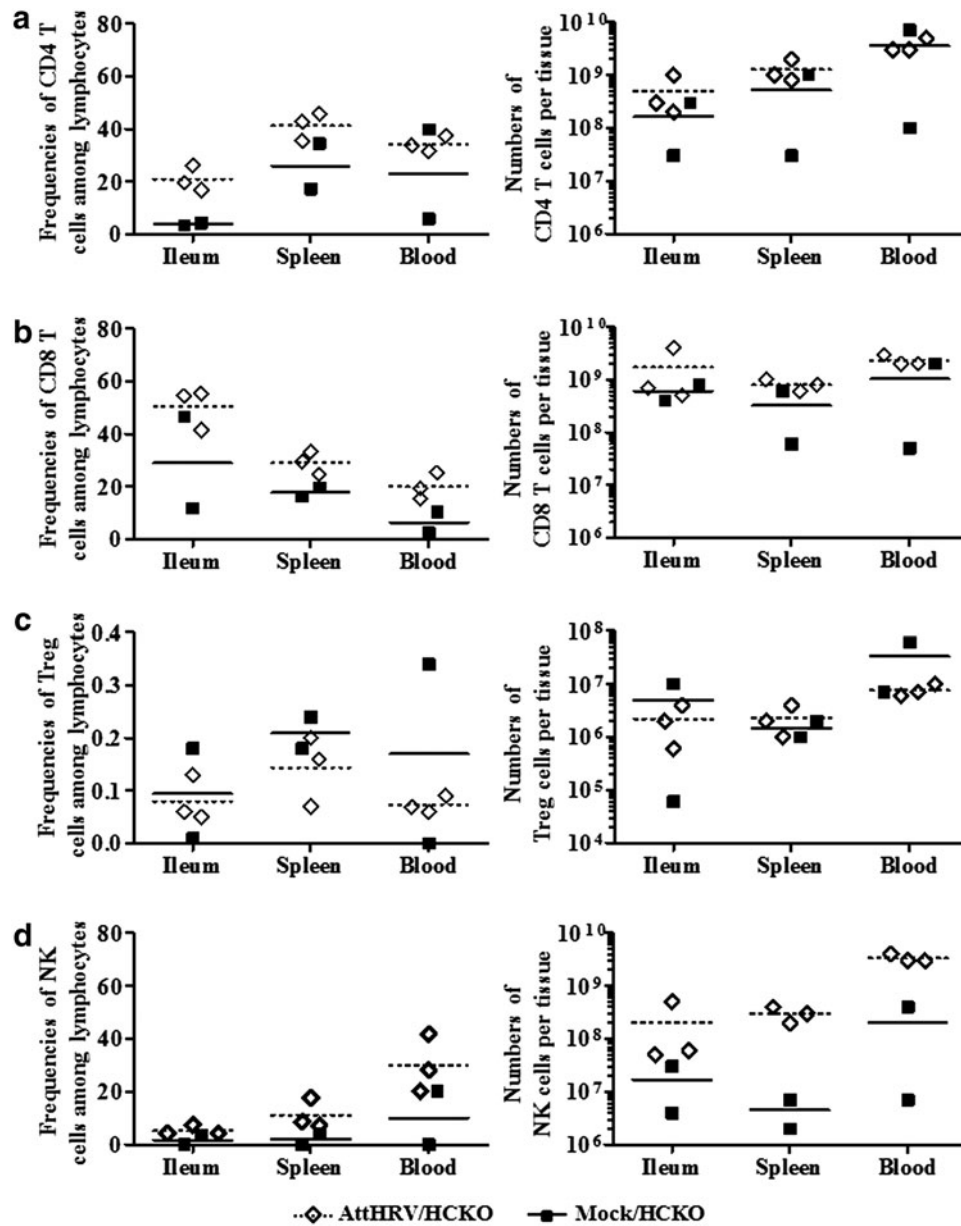 a
Frequencies of CD4 T
cells among lymphocytes
80
60
40
20
0
Ileum Spleen Blood
Numbers of
CD4 T cells per tissue
10^10
10^9
10^8
10^7
10^6
Ileum Spleen Blood
b
Frequencies of CD8 T
cells among lymphocytes
80
60
40
20
0
Ileum Spleen Blood
Numbers of
CD8 T cells per tissue
10^10
10^9
10^8
10^7
10^6
Ileum Spleen Blood
c
Frequencies of Treg
cells among lymphocytes
0.4
0.3
0.2
0.1
0.0
Ileum Spleen Blood
Numbers of
Treg cells per tissue
10^8
10^7
10^6
10^5
10^4
Ileum Spleen Blood
d
Frequencies of NK
cells among lymphocytes
80
60
40
20
0
Ileum Spleen Blood
Numbers of
NK cells per tissue
10^10
10^9
10^8
10^7
10^6
Ileum Spleen Blood
AttHRV/HCKO Mock/HCKO